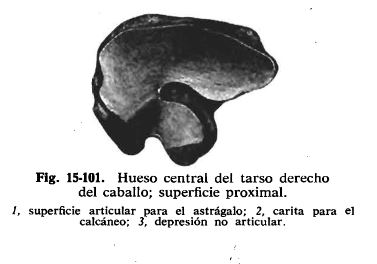 Fig. 15-101. Hueso central del tarso derecho
del caballo; superficie proximal.
1, superficie articular para el astrágalo; 2, carita para el
calcáneo; 3, depresión no articular.